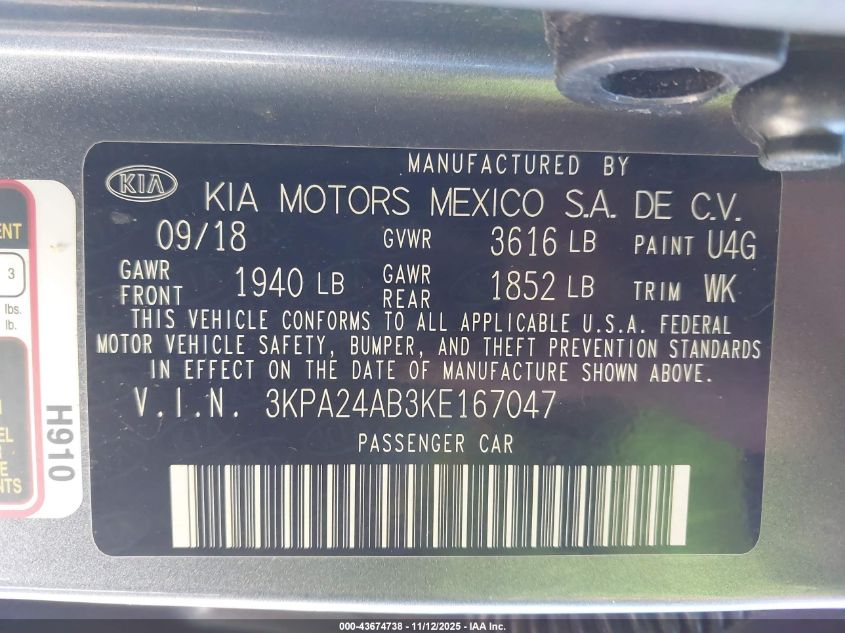 MANUFACTURED BY
KIA
KIA MOTORS MEXICO S.A. DE C.V.
09/18 GVWR 3616 LB PAINT U4G
GAWR FRONT 1940 LB GAWR REAR 1852 LB TRIM WK
THIS VEHICLE CONFORMS TO ALL APPLICABLE U.S.A. FEDERAL
MOTOR VEHICLE SAFETY, BUMPER, AND THEFT PREVENTION STANDARDS
IN EFFECT ON THE DATE OF MANUFACTURE SHOWN ABOVE.
V.I.N. 3KPA24AB3KE167047
PASSENGER CAR
3
lbs.
lb.
H910
000-43674738 - 11/12/2025 - IAA Inc.